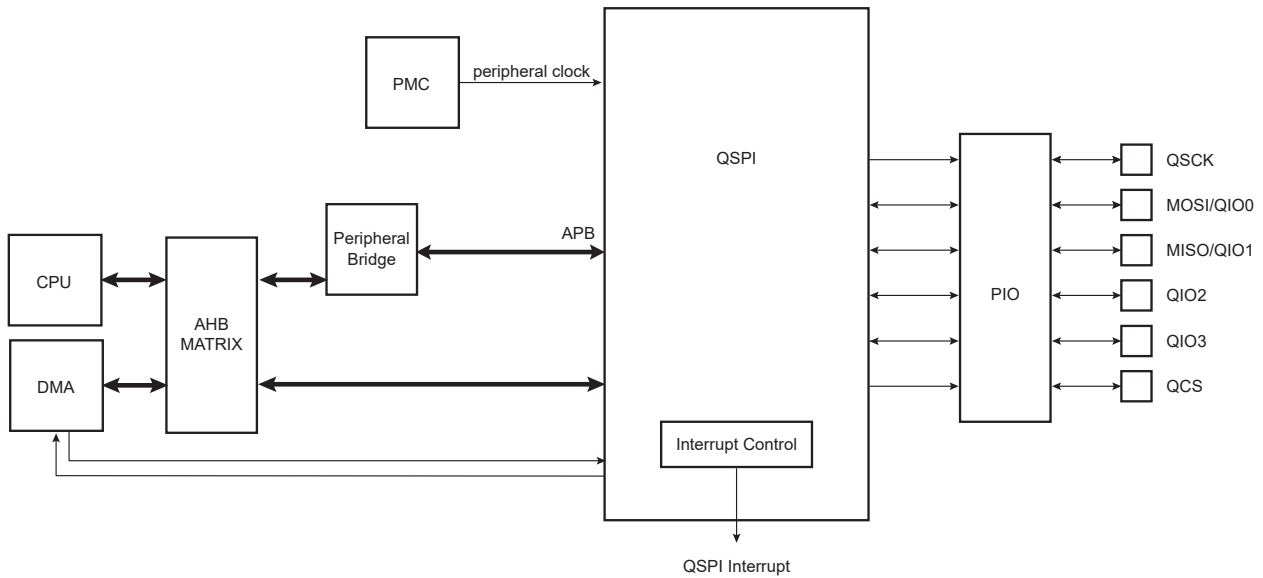 peripheral clock
PMC
QSPI
QSCK
MOSI/QIO0
Peripheral
Bridge
APB
MISO/QIO1
CPU
PIO
QIO2
AHB
MATRIX
QIO3
DMA
QCS
Interrupt Control
QSPI Interrupt